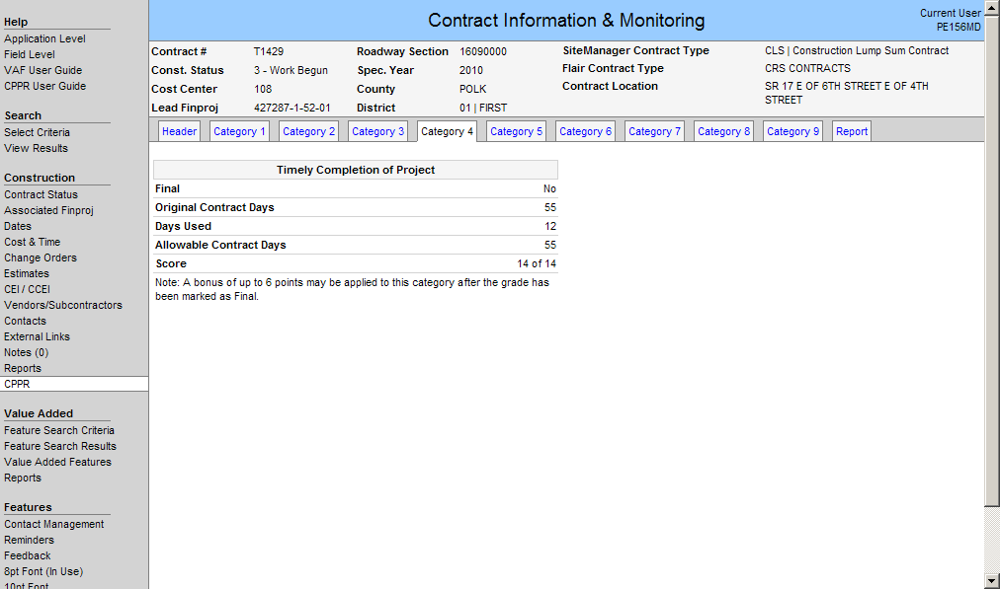 Contract Information & Monitoring
Current User
PE156MD
Help
Application Level
Field Level
VAF User Guide
CPPR User Guide
Search
Select Criteria
View Results
Construction
Contract Status
Associated Finproj
Dates
Cost & Time
Change Orders
Estimates
CEI / CCEI
Vendors/Subcontractors
Contacts
External Links
Notes (0)
Reports
CPPR
Value Added
Feature Search Criteria
Feature Search Results
Value Added Features
Reports
Features
Contact Management
Reminders
Feedback
8pt Font (In Use)
10pt Font
Contract # T1429 Roadway Section 16090000 SiteManager Contract Type CLS | Construction Lump Sum Contract
Const. Status 3 - Work Begun Spec. Year 2010 Flair Contract Type CRS CONTRACTS
Cost Center 108 County POLK Contract Location SR 17 E OF 6TH STREET E OF 4TH
STREET
Lead Finproj 427287-1-52-01 District 01 | FIRST
Header Category 1 Category 2 Category 3 Category 4 Category 5 Category 6 Category 7 Category 8 Category 9 Report
Timely Completion of Project
Final No
Original Contract Days 55
Days Used 12
Allowable Contract Days 55
Score 14 of 14
Note: A bonus of up to 6 points may be applied to this category after the grade has
been marked as Final.